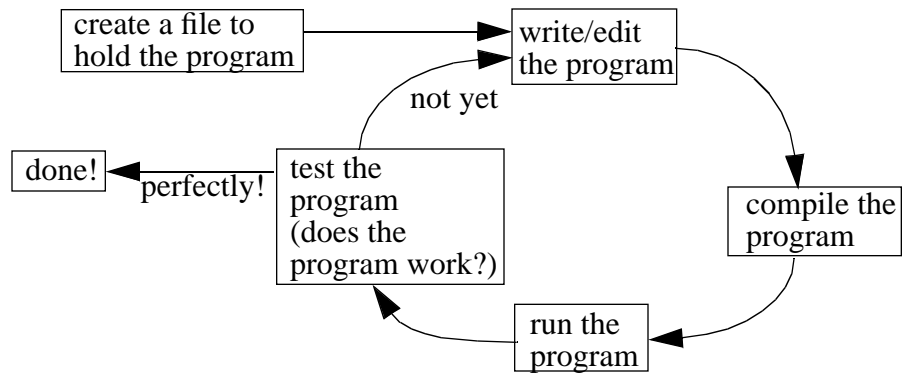 create a file to
hold the program
write/edit
the program
not yet
done!
perfectly!
test the
program
(does the
program work?)
compile the
program
run the
program